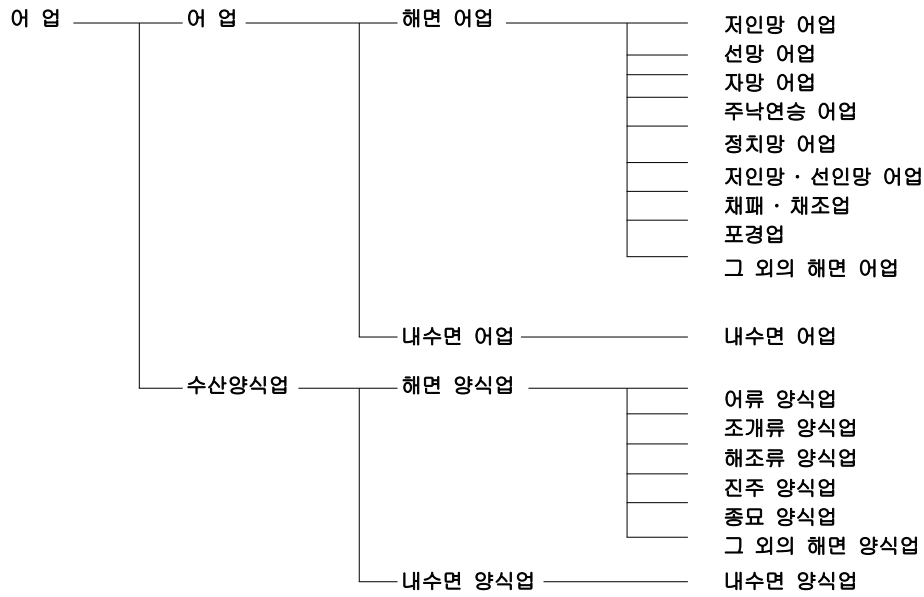 어 업 어 업 해면 어업 저인망 어업
선망 어업
자망 어업
주낙연승 어업
정치망 어업
저인망 · 선인망 어업
채패 · 채조업
포경업
그 외의 해면 어업
내수면 어업 내수면 어업
수산양식업 해면 양식업 어류 양식업
조개류 양식업
해조류 양식업
진주 양식업
종묘 양식업
그 외의 해면 양식업
내수면 양식업 내수면 양식업